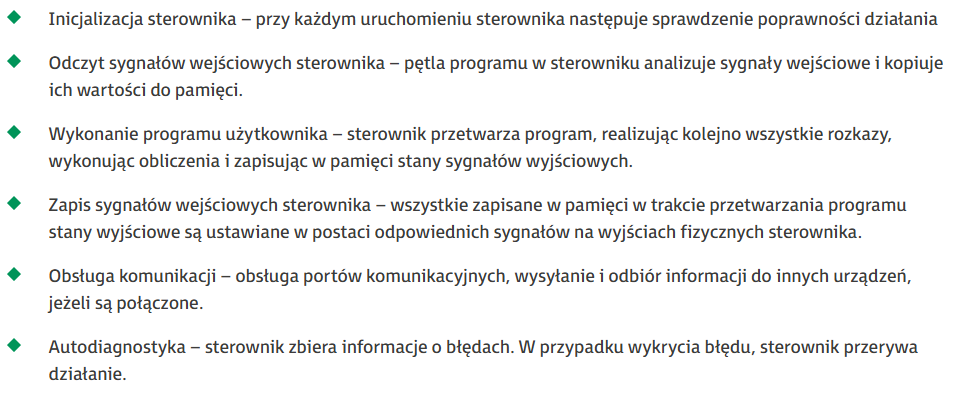 Inicjalizacja sterownika – przy każdym uruchomieniu sterownika następuje sprawdzenie poprawności działania
Odczyt sygnałów wejściowych sterownika – pętla programu w sterowniku analizuje sygnały wejściowe i kopiuje
ich wartości do pamięci.
Wykonanie programu użytkownika – sterownik przetwarza program, realizując kolejno wszystkie rozkazy,
wykonując obliczenia i zapisując w pamięci stany sygnałów wyjściowych.
Zapis sygnałów wejściowych sterownika – wszystkie zapisane w pamięci w trakcie przetwarzania programu
stany wyjściowe są ustawiane w postaci odpowiednich sygnałów na wyjściach fizycznych sterownika.
Obsługa komunikacji – obsługa portów komunikacyjnych, wysyłanie i odbiór informacji do innych urządzeń,
jeżeli są połączone.
Autodiagnostyka – sterownik zbiera informacje o błędach. W przypadku wykrycia błędu, sterownik przerywa
działanie.